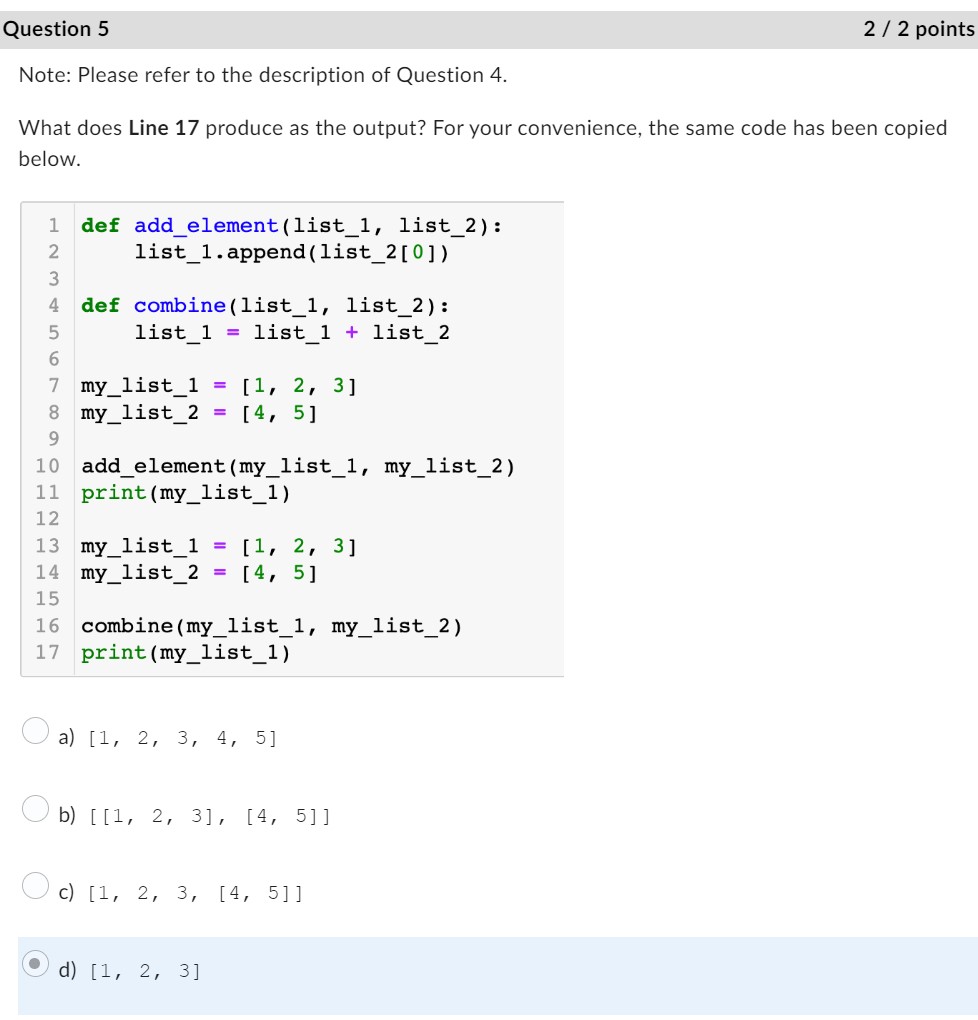 Question 5 2 / 2 points
Note: Please refer to the description of Question 4.
What does Line 17 produce as the output? For your convenience, the same code has been copied
below.
1 def add_element(list_1, list_2):
2     list_1.append(list_2[0])
3
4 def combine(list_1, list_2):
5     list_1 = list_1 + list_2
6
7 my_list_1 = [1, 2, 3]
8 my_list_2 = [4, 5]
9
10 add_element(my_list_1, my_list_2)
11 print(my_list_1)
12
13 my_list_1 = [1, 2, 3]
14 my_list_2 = [4, 5]
15
16 combine(my_list_1, my_list_2)
17 print(my_list_1)
a) [1, 2, 3, 4, 5]
b) [[1, 2, 3], [4, 5]]
c) [1, 2, 3, [4, 5]]
d) [1, 2, 3]